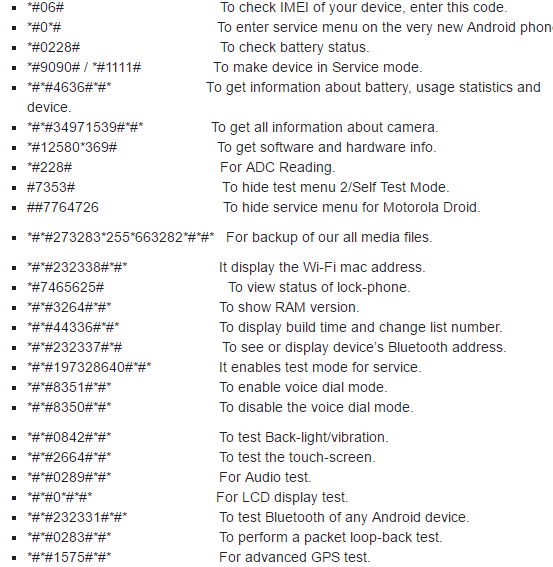 *#06# To check IMEI of your device, enter this code.
*#0*# To enter service menu on the very new Android phon
*#0228# To check battery status.
*#9090# / *#1111# To make device in Service mode.
*#*#4636#*#* To get information about battery, usage statistics and
device.
*#*#34971539#*#* To get all information about camera.
*#12580*369# To get software and hardware info.
*#228# For ADC Reading.
#7353# To hide test menu 2/Self Test Mode.
##7764726 To hide service menu for Motorola Droid.
*#*#273283*255*663282*#*#* For backup of our all media files.
*#*#232338#*#* It display the Wi-Fi mac address.
*#7465625# To view status of lock-phone.
*#*#3264#*#* To show RAM version.
*#*#44336#*#* To display build time and change list number.
*#*#232337#*# To see or display device’s Bluetooth address.
*#*#197328640#*#* It enables test mode for service.
*#*#8351#*#* To enable voice dial mode.
*#*#8350#*#* To disable the voice dial mode.
*#*#0842#*#* To test Back-light/vibration.
*#*#2664#*#* To test the touch-screen.
*#*#0289#*#* For Audio test.
*#*#0*#*#* For LCD display test.
*#*#232331#*#* To test Bluetooth of any Android device.
*#*#0283#*#* To perform a packet loop-back test.
*#*#1575#*#* For advanced GPS test.